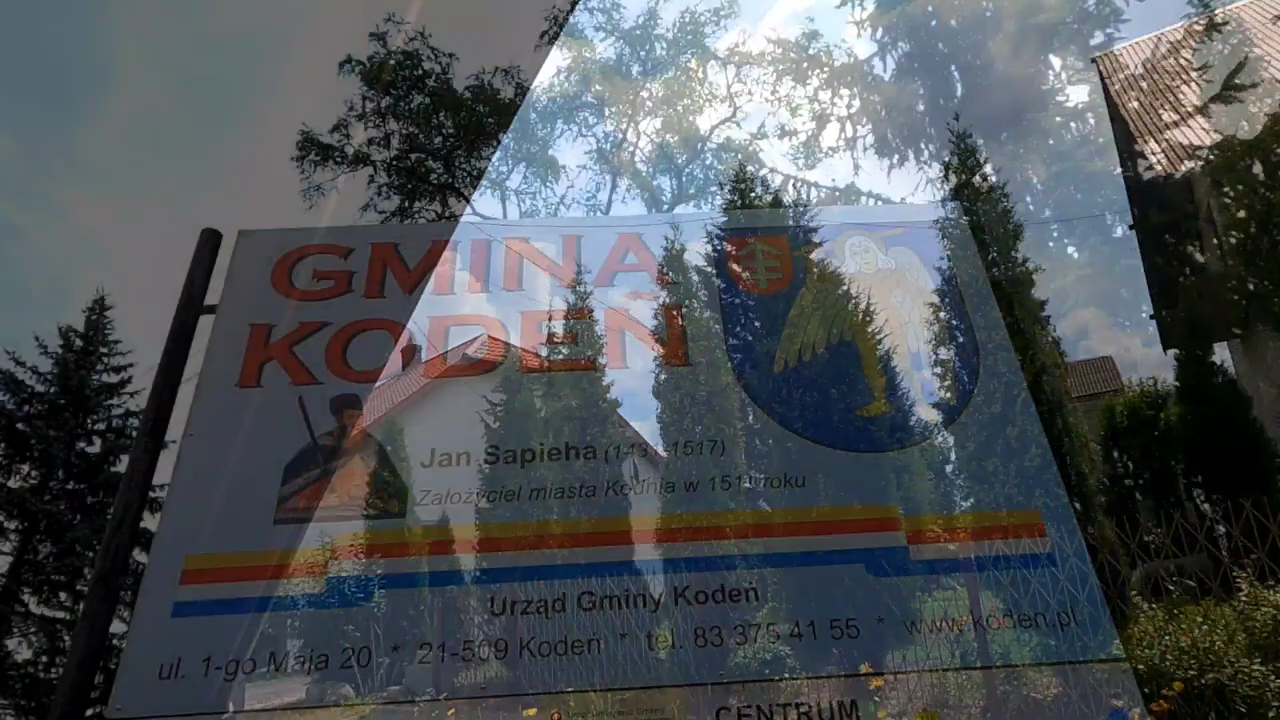 GMINA
KODEŃ
Jan Sapieha
Założyciel miasta Kodnia w roku
Urząd Gminy Kodeń
ul. 1-go Maja 20 * 21-509 Kodeń * tel. 83 375 41 55 * www.koden.pl
CENTRUM